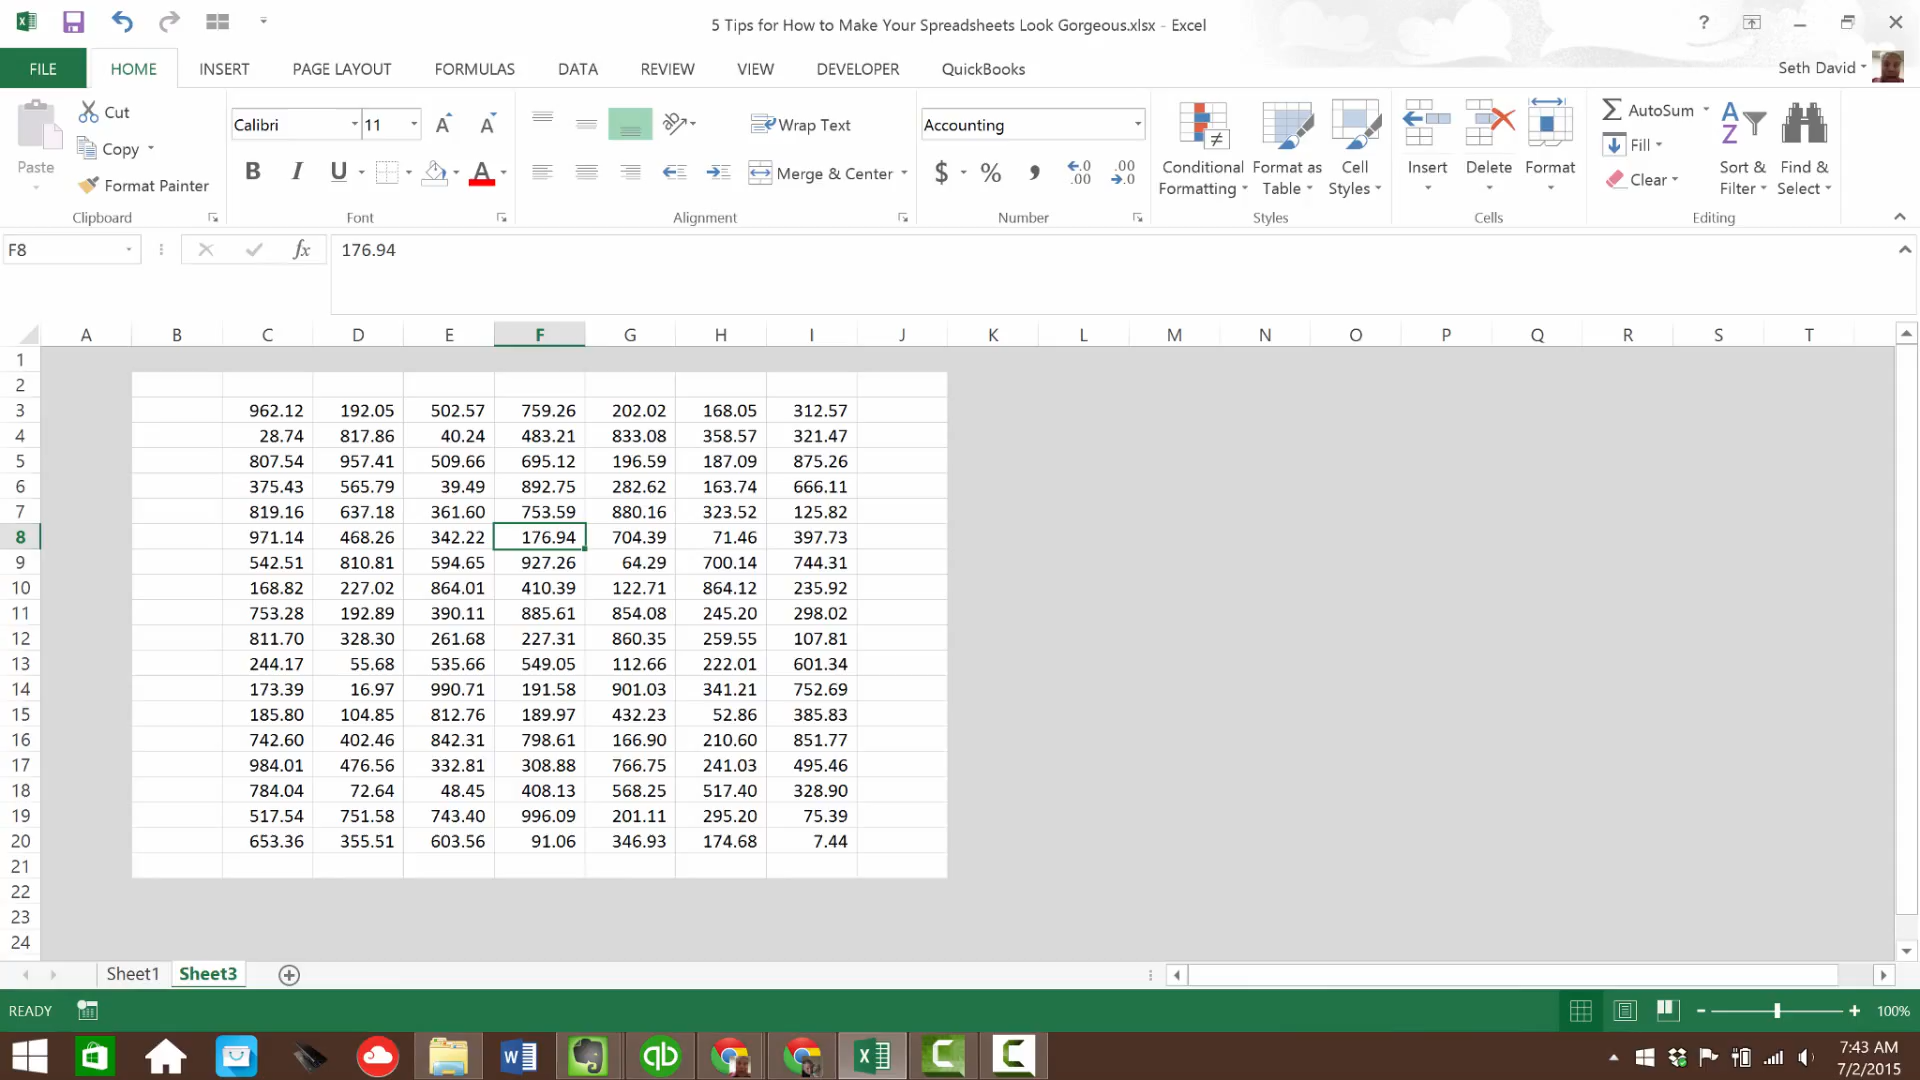 5 Tips for How to Make Your Spreadsheets Look Gorgeous.xlsx - Excel
?
FILE HOME INSERT PAGE LAYOUT FORMULAS DATA REVIEW VIEW DEVELOPER QuickBooks Seth David
Paste Cut Copy Format Painter Clipboard
Calibri 11 B I U A Font
Wrap Text Merge & Center Alignment
Accounting $ % , Number
Conditional Formatting Format as Table Cell Styles Styles
Insert Delete Format Cells
AutoSum Fill Clear Sort & Filter Find & Select Editing
F8 fx 176.94
A B C D E F G H I J K L M N O P Q R S T
1
2
3 962.12 192.05 502.57 759.26 202.02 168.05 312.57
4 28.74 817.86 40.24 483.21 833.08 358.57 321.47
5 807.54 957.41 509.66 695.12 196.59 187.09 875.26
6 375.43 565.79 39.49 892.75 282.62 163.74 666.11
7 819.16 637.18 361.60 753.59 880.16 323.52 125.82
8 971.14 468.26 342.22 176.94 704.39 71.46 397.73
9 542.51 810.81 594.65 927.26 64.29 700.14 744.31
10 168.82 227.02 864.01 410.39 122.71 864.12 235.92
11 753.28 192.89 390.11 885.61 854.08 245.20 298.02
12 811.70 328.30 261.68 227.31 860.35 259.55 107.81
13 244.17 55.68 535.66 549.05 112.66 222.01 601.34
14 173.39 16.97 990.71 191.58 901.03 341.21 752.69
15 185.80 104.85 812.76 189.97 432.23 52.86 385.83
16 742.60 402.46 842.31 798.61 166.90 210.60 851.77
17 984.01 476.56 332.81 308.88 766.75 241.03 495.46
18 784.04 72.64 48.45 408.13 568.25 517.40 328.90
19 517.54 751.58 743.40 996.09 201.11 295.20 75.39
20 653.36 355.51 603.56 91.06 346.93 174.68 7.44
21
22
23
24
Sheet1 Sheet3
READY 100%
7:43 AM
7/2/2015